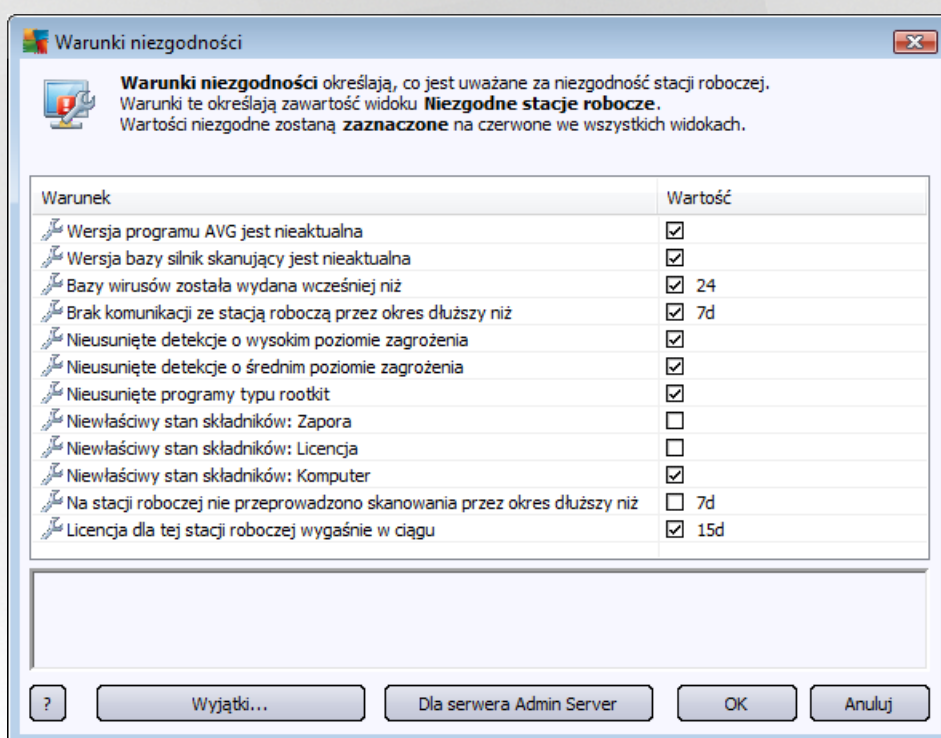 Warunki niezgodności
Warunki niezgodności określają, co jest uważane za niezgodność stacji roboczej.
Warunki te określają zawartość widoku Niezgodne stacje robocze.
Wartości niezgodne zostaną zaznaczone na czerwone we wszystkich widokach.
Warunek Wartość
Wersja programu AVG jest nieaktualna
Wersja bazy silnik skanujący jest nieaktualna
Bazy wirusów została wydana wcześniej niż 24
Brak komunikacji ze stacją roboczą przez okres dłuższy niż 7d
Nieusunięte detekcje o wysokim poziomie zagrożenia
Nieusunięte detekcje o średnim poziomie zagrożenia
Nieusunięte programy typu rootkit
Niewłaściwy stan składników: Zapora
Niewłaściwy stan składników: Licencja
Niewłaściwy stan składników: Komputer
Na stacji roboczej nie przeprowadzono skanowania przez okres dłuższy niż 7d
Licencja dla tej stacji roboczej wygaśnie w ciągu 15d
? Wyjątki... Dla serwera Admin Server OK Anuluj